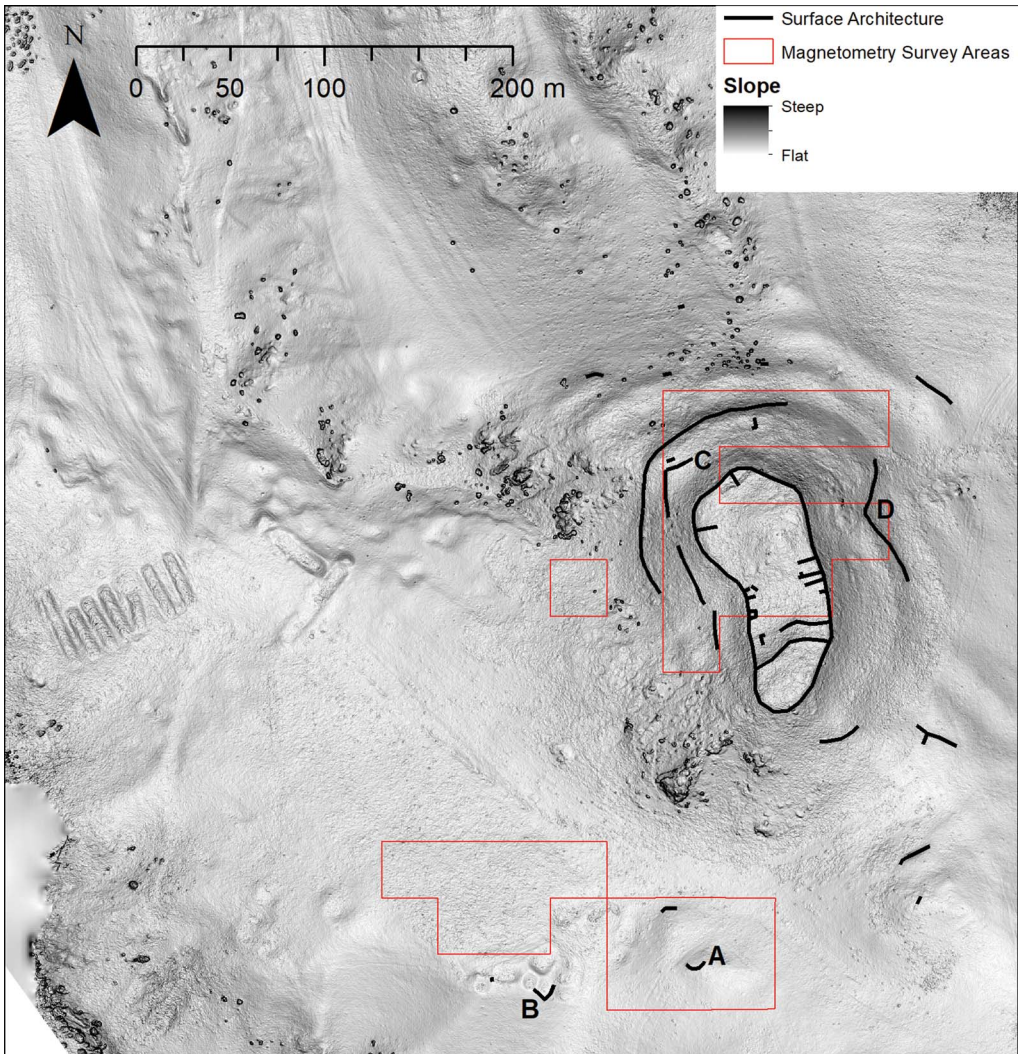 N
0 50 100 200 m
Surface Architecture
Magnetometry Survey Areas
Slope
Steep
Flat
C
D
A
B